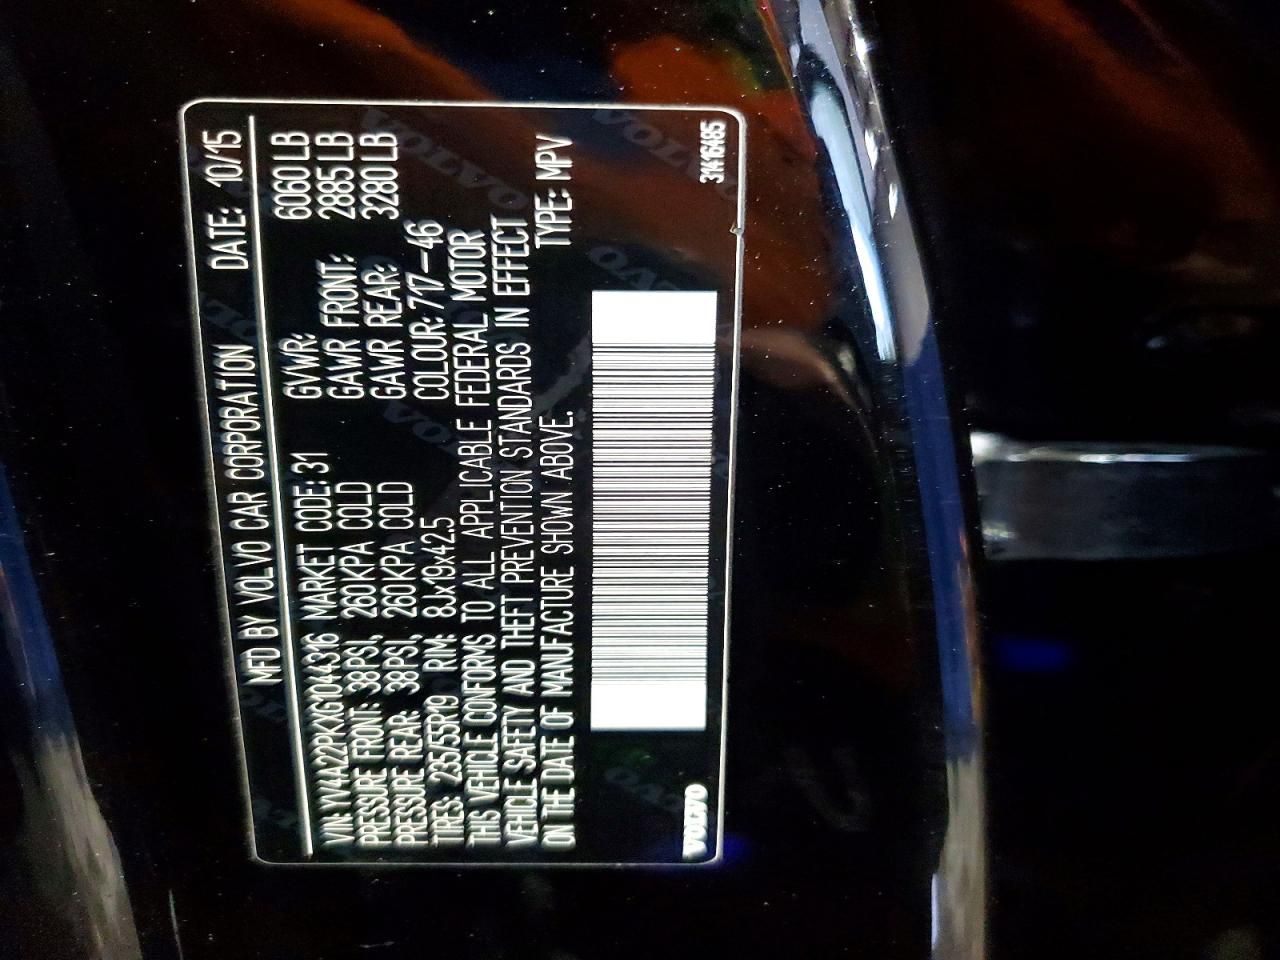 MFD BY VOLVO CAR CORPORATION DATE: 10/15
VIN: YV4A22PKXG1044316 MARKET CODE:31 GVWR: 6060 LB
PRESSURE FRONT: 38PSI, 260KPA COLD GAWR FRONT: 2885 LB
PRESSURE REAR: 38PSI, 260KPA COLD GAWR REAR: 3280 LB
TIRES: 235/55R19 RIM: 8Jx19x42,5 COLOUR: 717-46
THIS VEHICLE CONFORMS TO ALL APPLICABLE FEDERAL MOTOR
VEHICLE SAFETY AND THEFT PREVENTION STANDARDS IN EFFECT
ON THE DATE OF MANUFACTURE SHOWN ABOVE. TYPE: MPV
VOLVO 31416485